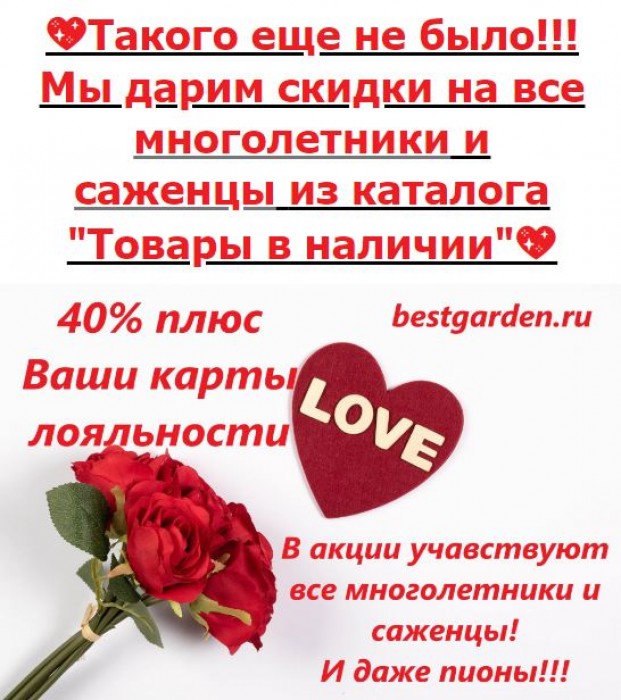 💖Такого еще не было!!!
Мы дарим скидки на все
многолетники и
саженцы из каталога
"Товары в наличии"💖
40% плюс
bestgarden.ru
Ваши карты
лояльности
LOVE
В акции учавствуют
все многолетники и
саженцы!
И даже пионы!!!